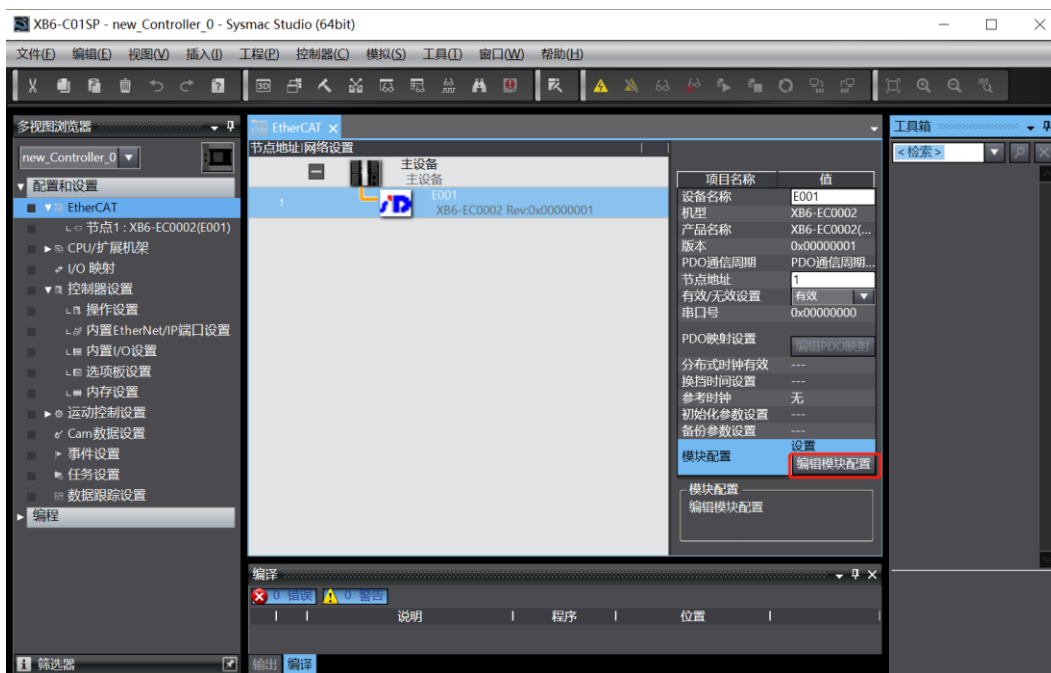 XB6-C01SP - new_Controller_0 - Sysmac Studio (64bit)
文件(F) 编辑(E) 视图(V) 插入(I) 工程(P) 控制器(C) 模拟(S) 工具(T) 窗口(W) 帮助(H)
多视图浏览器
new_Controller_0
配置和设置
EtherCAT
节点1 : XB6-EC0002(E001)
CPU/扩展机架
I/O 映射
控制器设置
操作设置
内置EtherNet/IP端口设置
内置I/O设置
选项板设置
内存设置
运动控制设置
Cam数据设置
事件设置
任务设置
数据跟踪设置
编程
筛选器
EtherCAT
节点地址|网络设置
主设备
主设备
1
E001
XB6-EC0002 Rev:0x00000001
项目名称 值
设备名称 E001
机型 XB6-EC0002
产品名称 XB6-EC0002(...
版本 0x00000001
PDO通信周期 PDO通信周期...
节点地址 1
有效/无效设置 有效
串口号 0x00000000
PDO映射设置 编辑PDO映射
分布式时钟有效 ---
换挡时间设置 ---
参考时钟 无
初始化参数设置 ---
备份参数设置 ---
模块配置 设置
编辑模块配置
模块配置
编辑模块配置
工具箱
<检索>
编译
0 错误 0 警告
说明 程序 位置
输出 编译